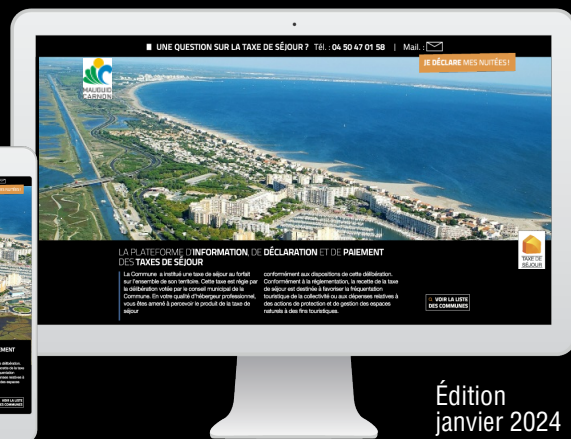 UNE QUESTION SUR LA TAXE DE SÉJOUR ? Tél. : 04 50 47 01 58 | Mail. :
JE DÉCLARE MES NUITÉES !
MAUGUIO
CARNON
LA PLATEFORME D'INFORMATION, DE DÉCLARATION ET DE PAIEMENT
DES TAXES DE SÉJOUR
La Commune a institué une taxe de séjour au forfait
sur l'ensemble de son territoire. Cette taxe est régie par
la délibération votée par le conseil municipal de la
Commune. En votre qualité d'hébergeur professionnel,
vous êtes amené à percevoir le produit de la taxe de
séjour
conformément aux dispositions de cette délibération.
Conformément à la réglementation, la recette de la taxe
de séjour est destinée à favoriser la fréquentation
touristique de la collectivité ou aux dépenses relatives à
des actions de protection et de gestion des espaces
naturels à des fins touristiques.
TAXE DE
SÉJOUR
VOIR LA LISTE
DES COMMUNES
VOIR LA LISTE
DES COMMUNES
Édition
janvier 2024